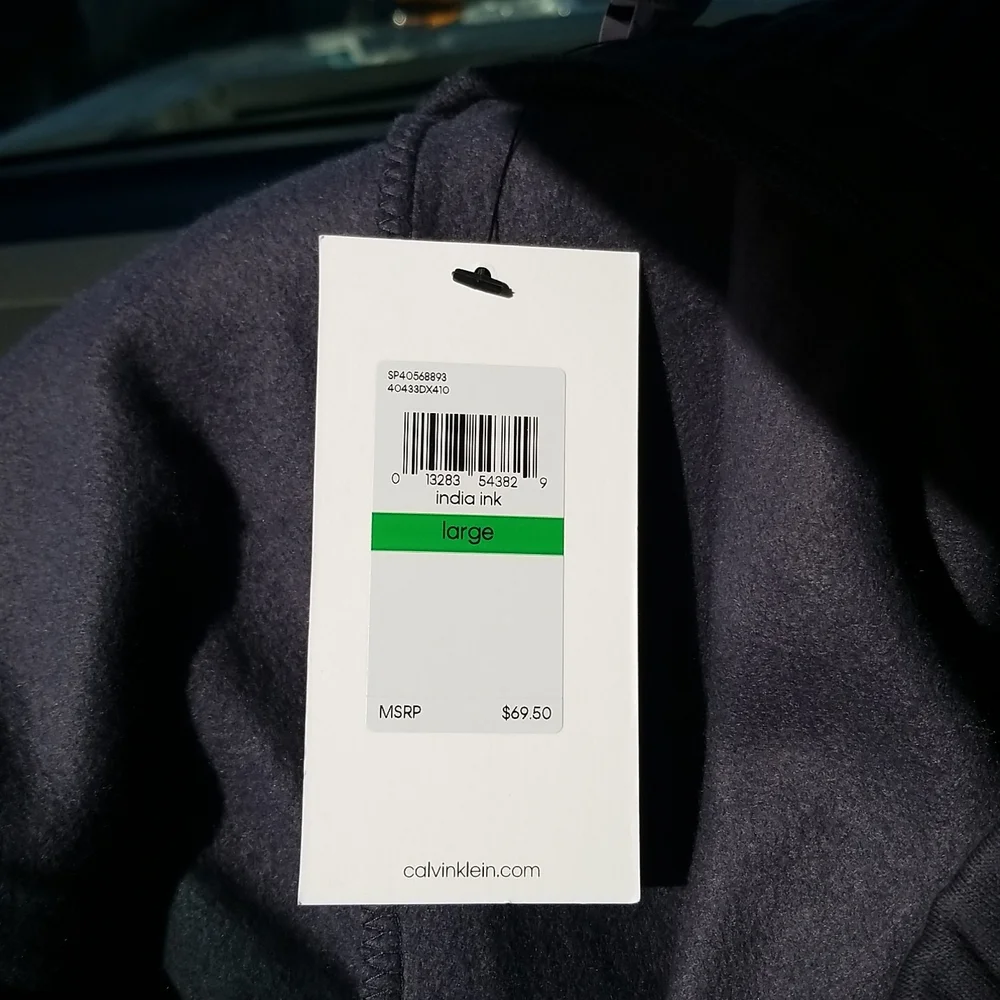 SP40568893
40433DX410
0 13283 54382 9
india ink
large
MSRP $69.50
calvinklein.com